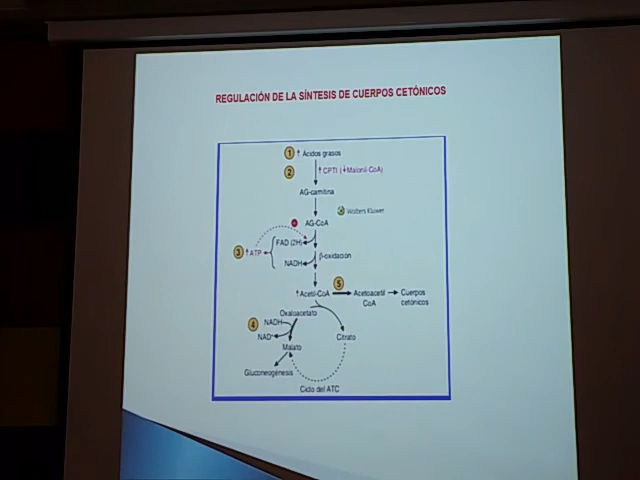 REGULACIÓN DE LA SÍNTESIS DE CUERPOS CETÓNICOS
1 ↑ Ácidos grasos
2 ↑ CPTI (↓Malonil-CoA)
AG-carnitina
Wolters Kluwer
AG-CoA
FAD (2H)
3 ↑ATP
NADH
β-oxidación
5
↑Acetil-CoA → Acetoacetil CoA → Cuerpos cetónicos
Oxaloacetato
4 NADH
NAD⁺
Malato
Citrato
Gluconeogénesis
Ciclo del ATC